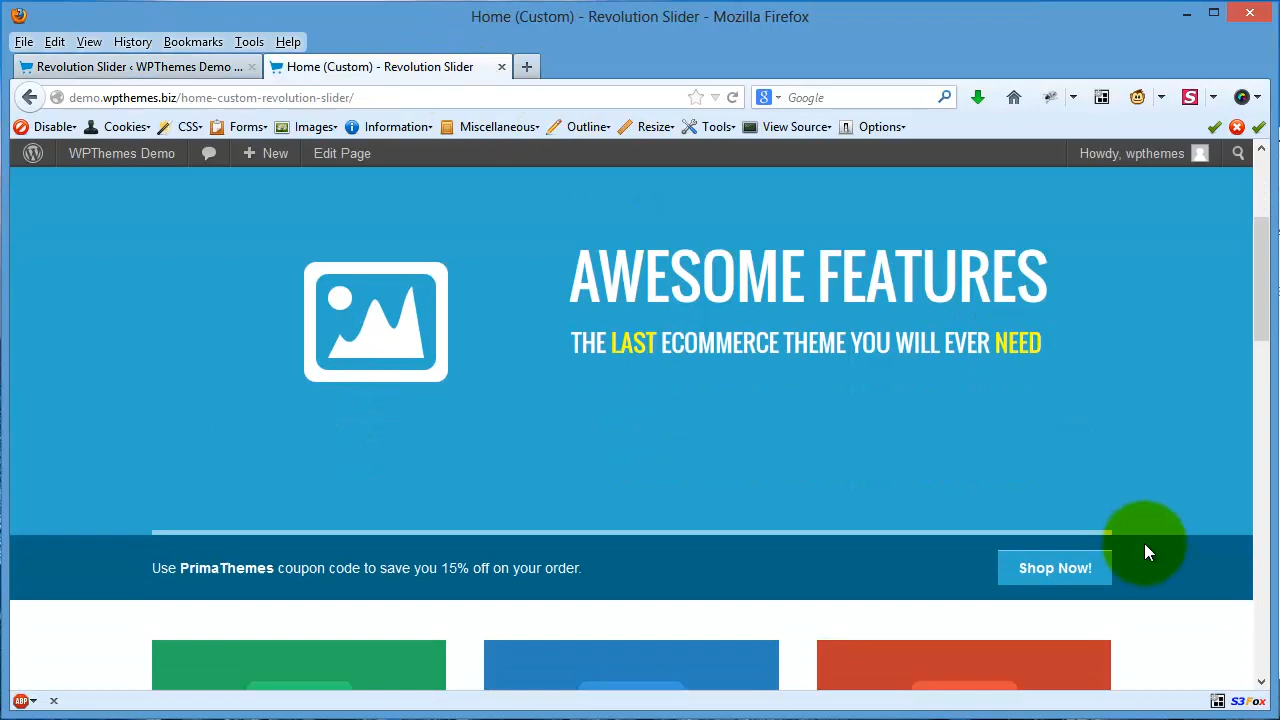 Home (Custom) - Revolution Slider - Mozilla Firefox
File Edit View History Bookmarks Tools Help
Revolution Slider ‹ WPThemes Demo ... Home (Custom) - Revolution Slider
demo.wpthemes.biz/home-custom-revolution-slider/ Google
Disable Cookies CSS Forms Images Information Miscellaneous Outline Resize Tools View Source Options
WPThemes Demo New Edit Page Howdy, wpthemes
AWESOME FEATURES
THE LAST ECOMMERCE THEME YOU WILL EVER NEED
Use PrimaThemes coupon code to save you 15% off on your order. Shop Now!
ABP S3Fox